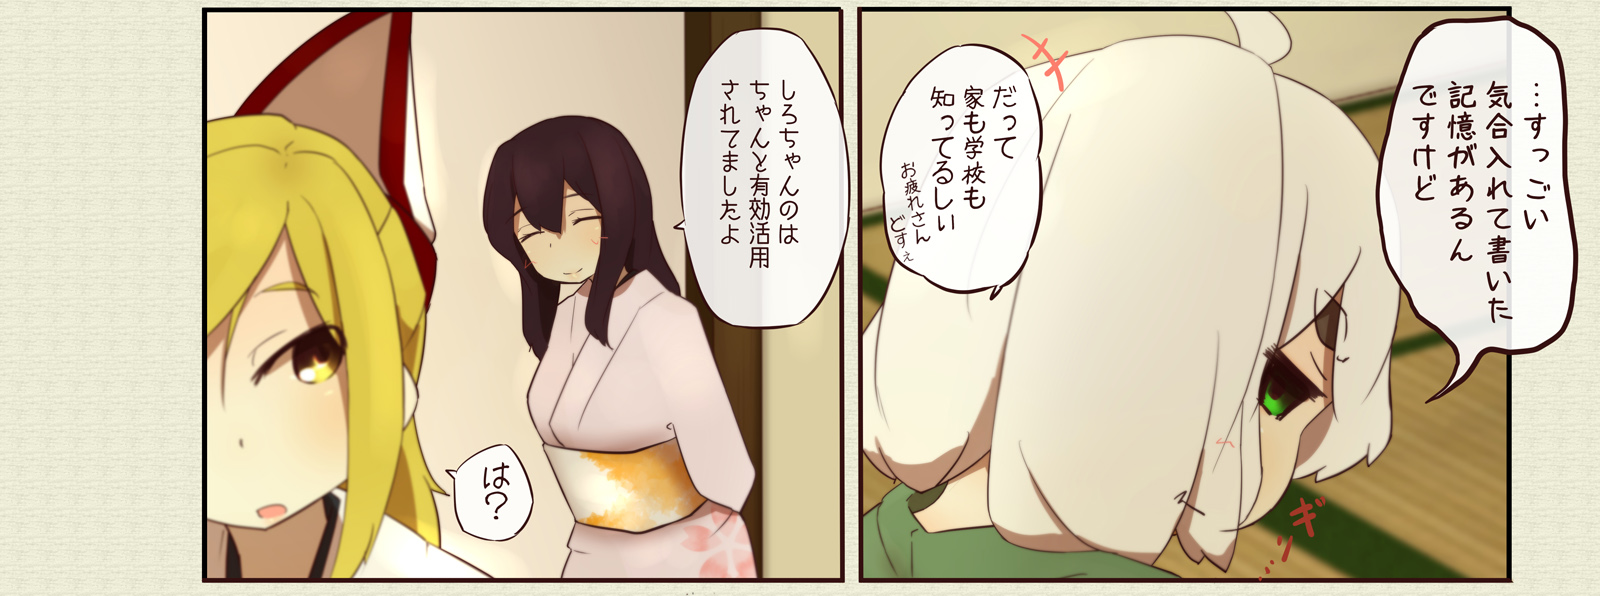 …すっごい
気合入れて書いた
記憶があるん
ですけど
だって
家も学校も
知ってるしい
お疲れさん
どすぇ
ギ
リ
…
しろちゃんのは
ちゃんと有効活用
されてましたよ
は?